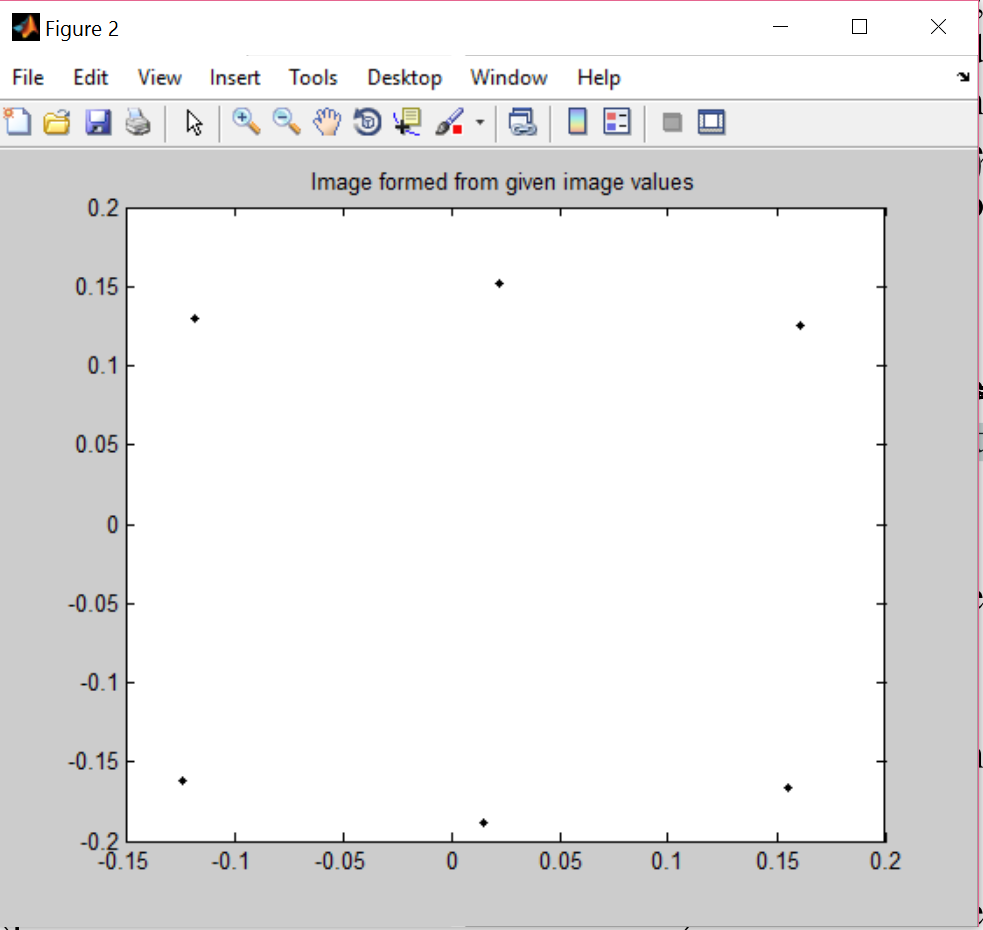 Figure 2
File Edit View Insert Tools Desktop Window Help
Image formed from given image values
0.2
0.15
0.1
0.05
0
-0.05
-0.1
-0.15
-0.2
-0.15 -0.1 -0.05 0 0.05 0.1 0.15 0.2